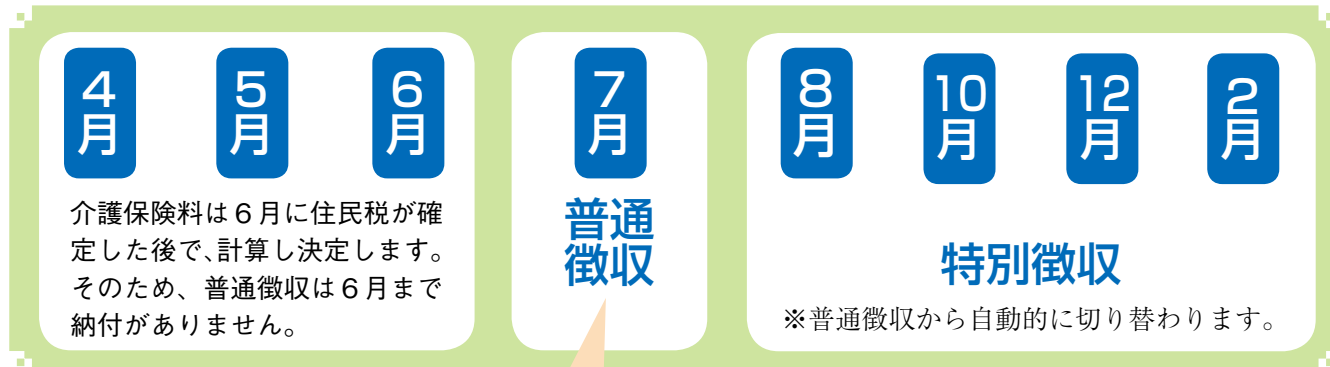 4月
5月
6月
介護保険料は6月に住民税が確
定した後で、計算し決定します。
そのため、普通徴収は6月まで
納付がありません。
7月
普通
徴収
8月
10月
12月
2月
特別徴収
※普通徴収から自動的に切り替わります。